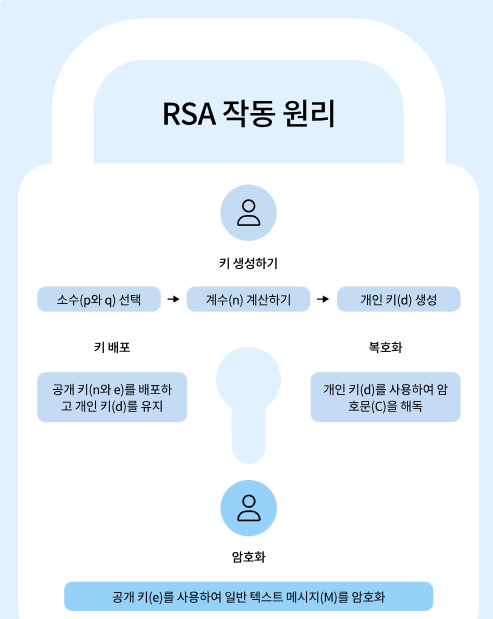 RSA 작동 원리
키 생성하기
소수(p와 q) 선택
계수(n) 계산하기
개인 키(d) 생성
키 배포
공개 키(n와 e)를 배포하
고 개인 키(d)를 유지
복호화
개인 키(d)를 사용하여 암
호문(C)을 해독
암호화
공개 키(e)를 사용하여 일반 텍스트 메시지(M)를 암호화